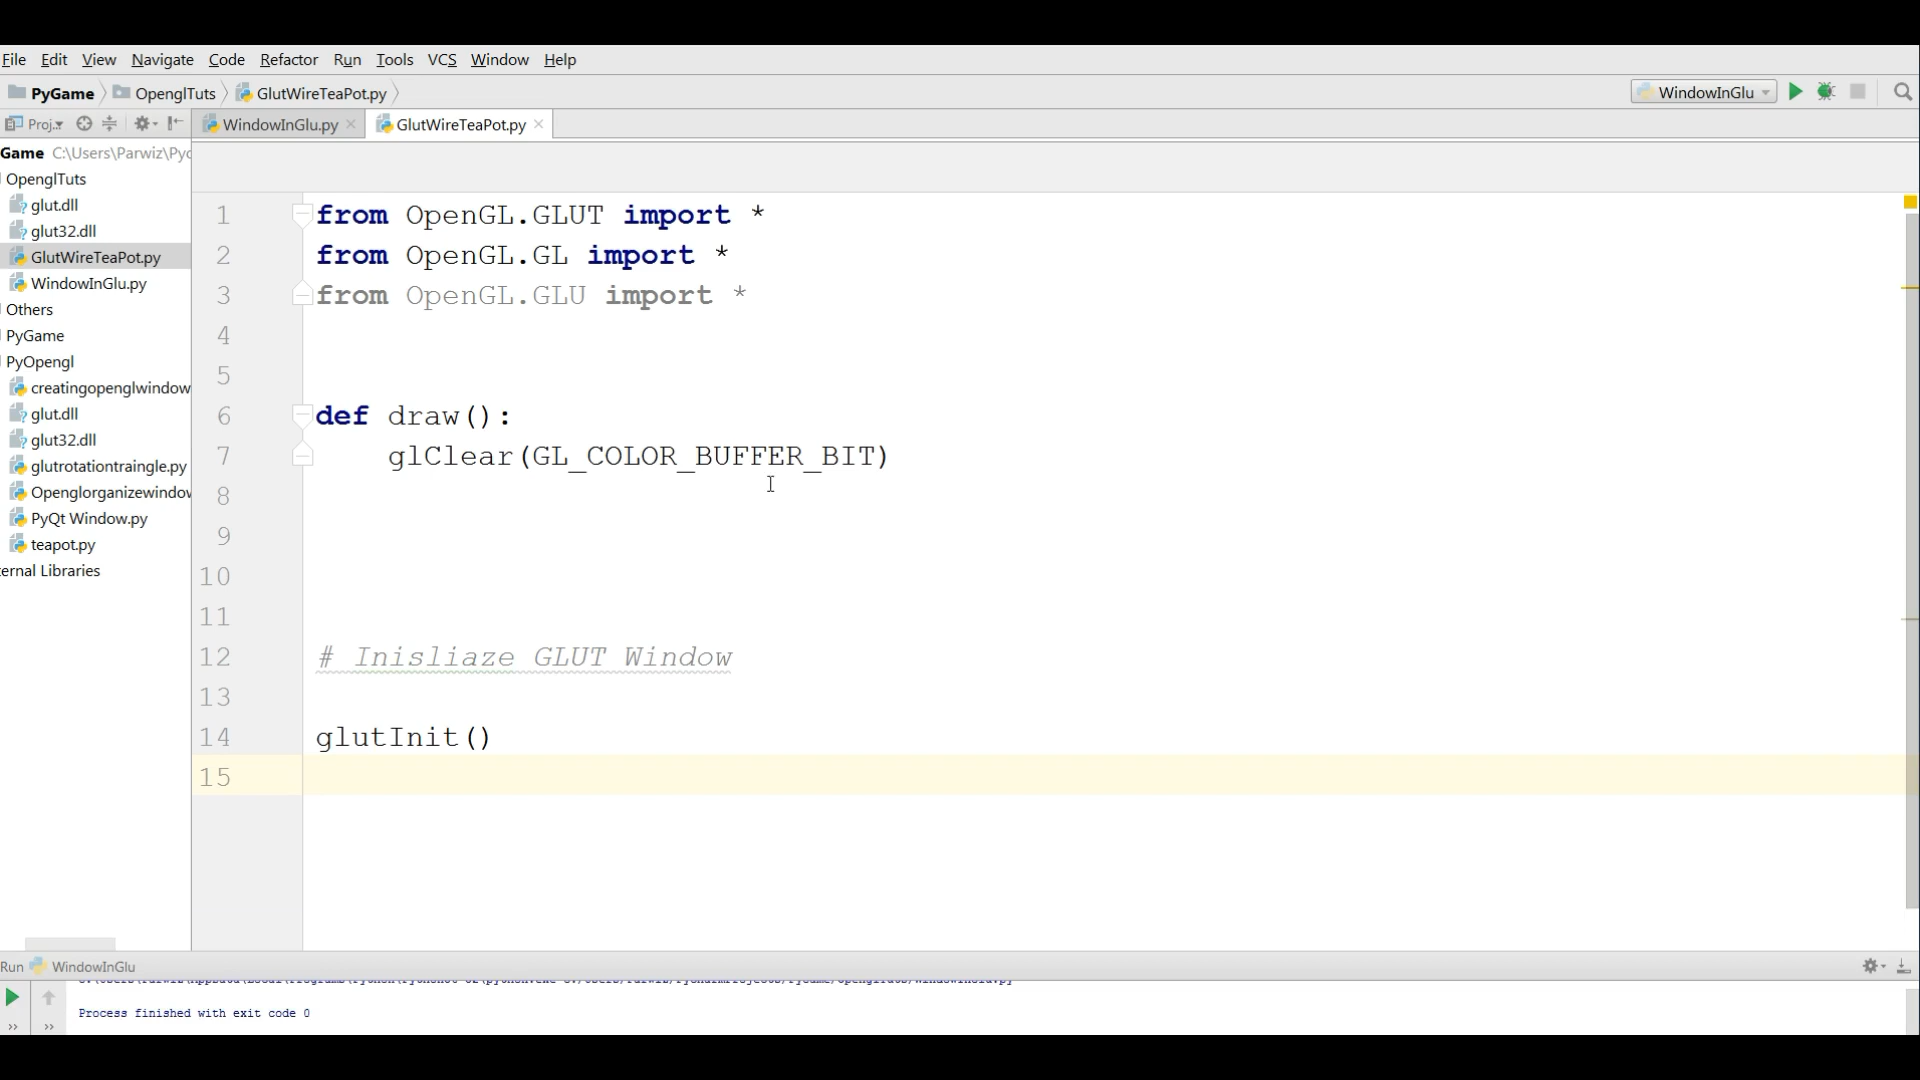 File Edit View Navigate Code Refactor Run Tools VCS Window Help
PyGame OpenglTuts GlutWireTeaPot.py WindowInGlu
Proj.. WindowInGlu.py GlutWireTeaPot.py
Game C:\Users\Parwiz\Pyc
OpenglTuts
glut.dll
glut32.dll
GlutWireTeaPot.py
WindowInGlu.py
Others
PyGame
PyOpengl
creatingopenglwindow
glut.dll
glut32.dll
glutrotationtraingle.py
Openglorganizewindow
PyQt Window.py
teapot.py
ternal Libraries
1 from OpenGL.GLUT import *
2 from OpenGL.GL import *
3 from OpenGL.GLU import *
4
5
6 def draw():
7 glClear(GL_COLOR_BUFFER_BIT)
8
9
10
11
12 # Inisliaze GLUT Window
13
14 glutInit()
15
Run WindowInGlu
Process finished with exit code 0